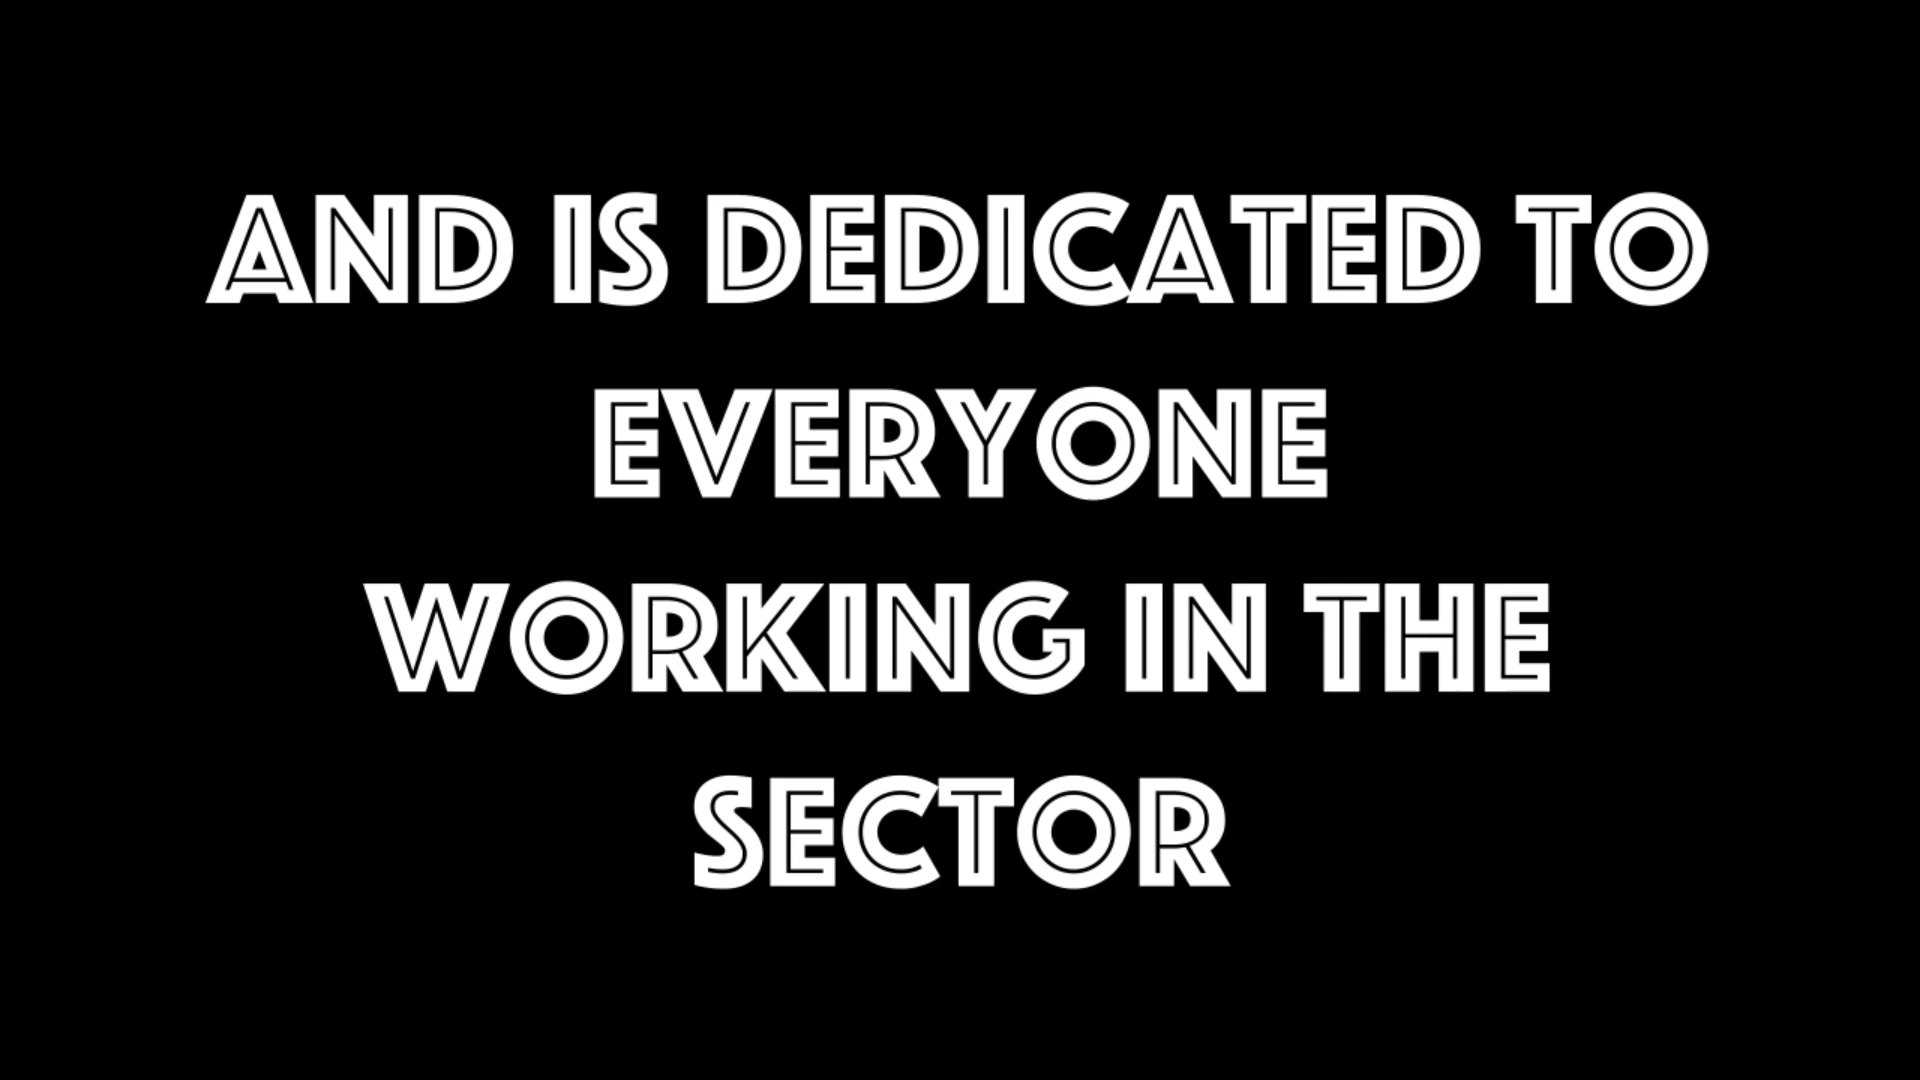 AND IS DEDICATED TO
EVERYONE
WORKING IN THE
SECTOR